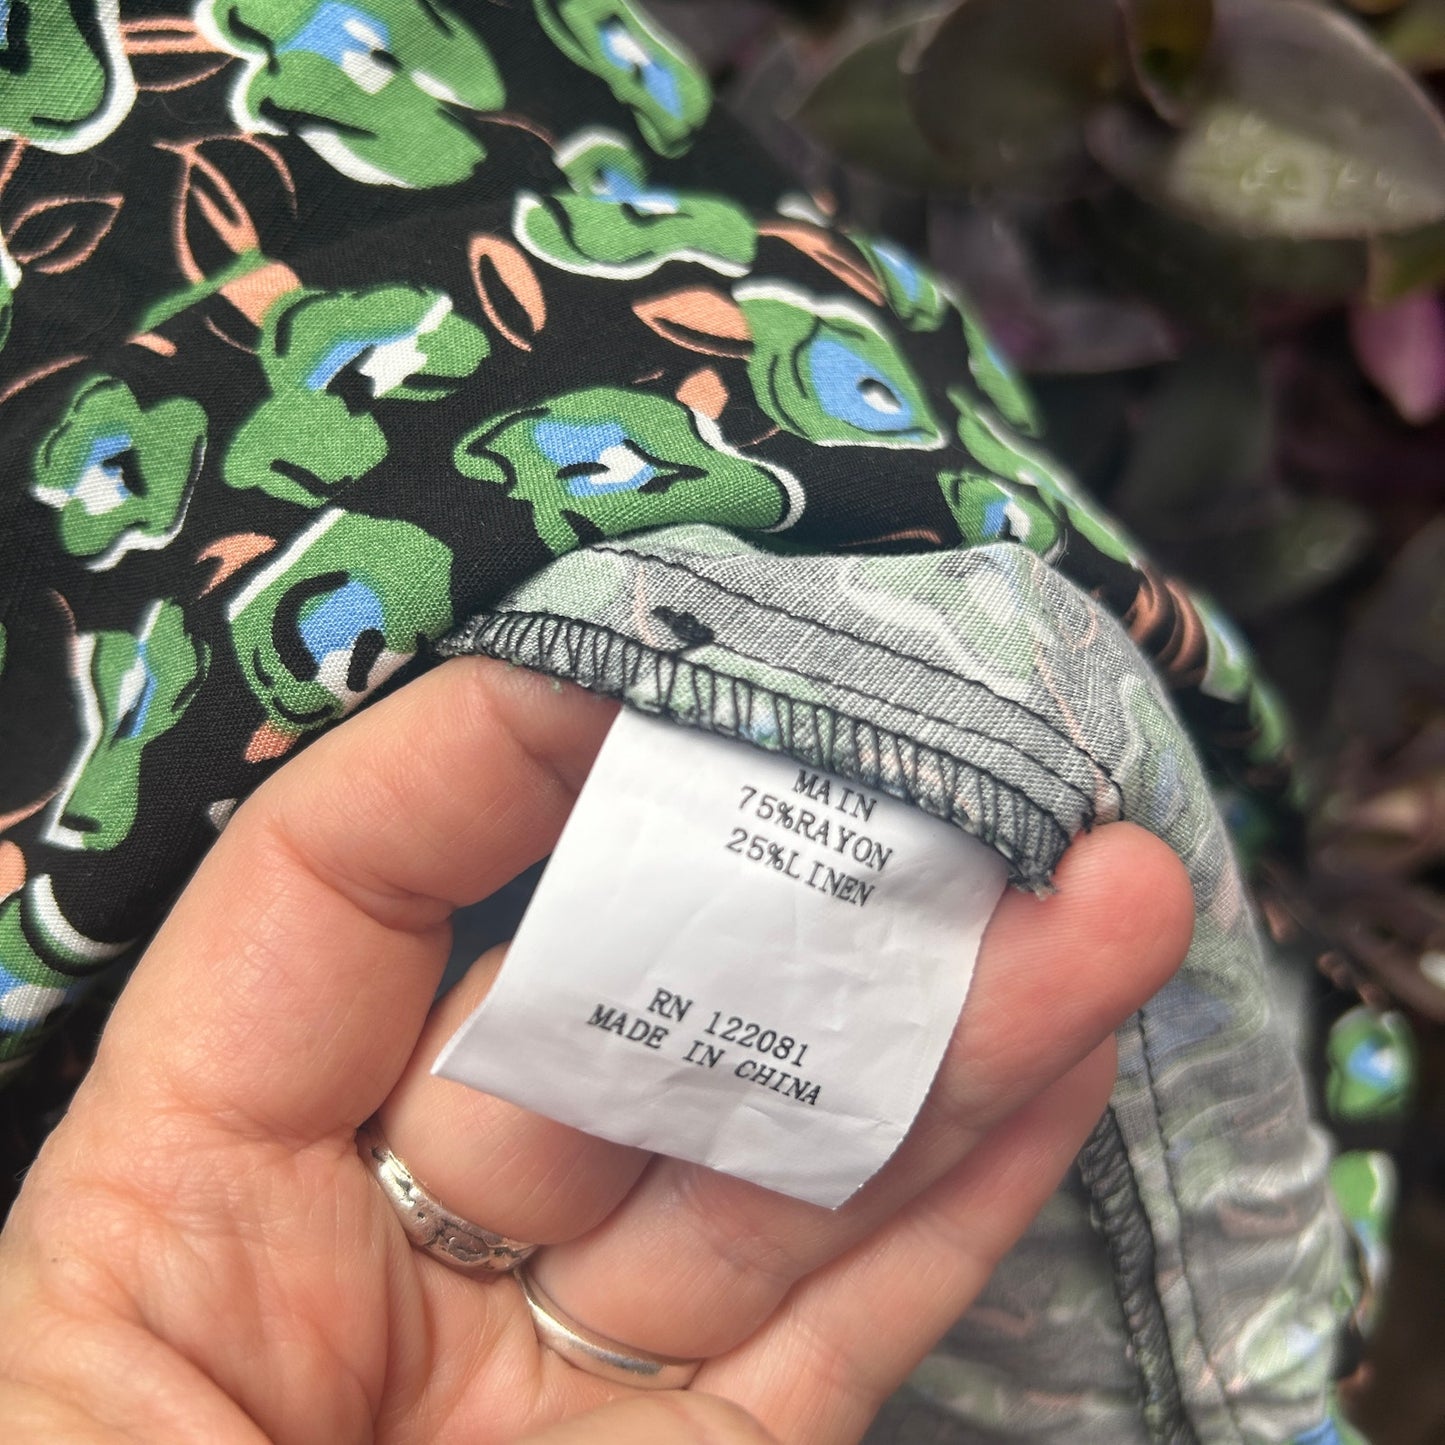 MAIN
75%RAYON
25%LINEN
RN 122081
MADE IN CHINA